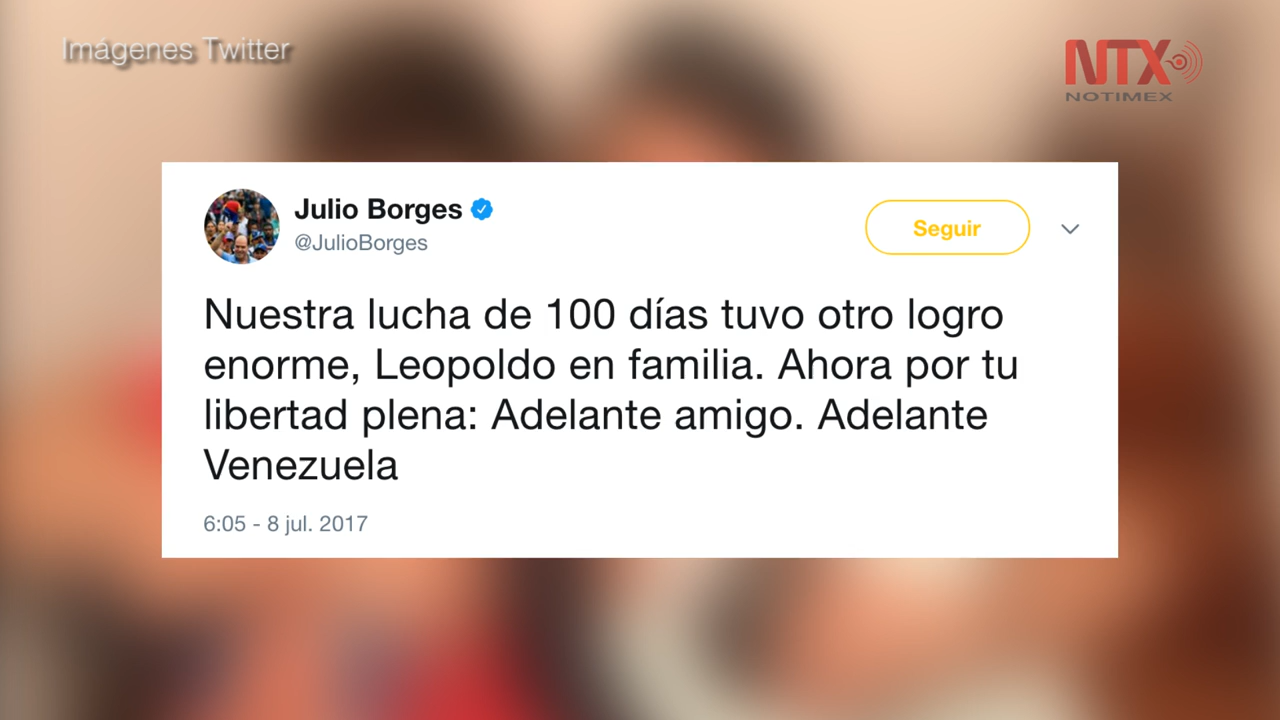 Imágenes Twitter
NTX
NOTIMEX
Julio Borges
@JulioBorges
Seguir
Nuestra lucha de 100 días tuvo otro logro
enorme, Leopoldo en familia. Ahora por tu
libertad plena: Adelante amigo. Adelante
Venezuela
6:05 - 8 jul. 2017